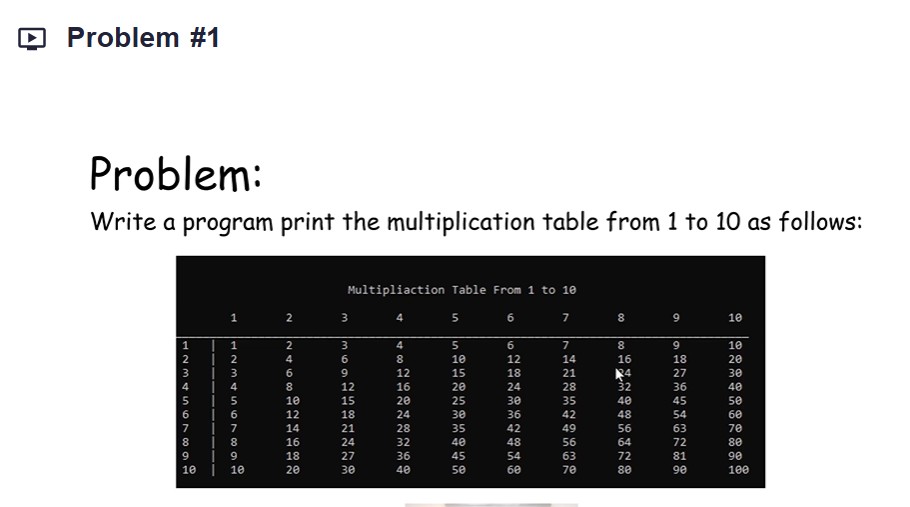 Problem #1
Problem:
Write a program print the multiplication table from 1 to 10 as follows:
Multipliaction Table From 1 to 10
1 2 3 4 5 6 7 8 9 10
1 | 1 2 3 4 5 6 7 8 9 10
2 | 2 4 6 8 10 12 14 16 18 20
3 | 3 6 9 12 15 18 21 24 27 30
4 | 4 8 12 16 20 24 28 32 36 40
5 | 5 10 15 20 25 30 35 40 45 50
6 | 6 12 18 24 30 36 42 48 54 60
7 | 7 14 21 28 35 42 49 56 63 70
8 | 8 16 24 32 40 48 56 64 72 80
9 | 9 18 27 36 45 54 63 72 81 90
10 | 10 20 30 40 50 60 70 80 90 100